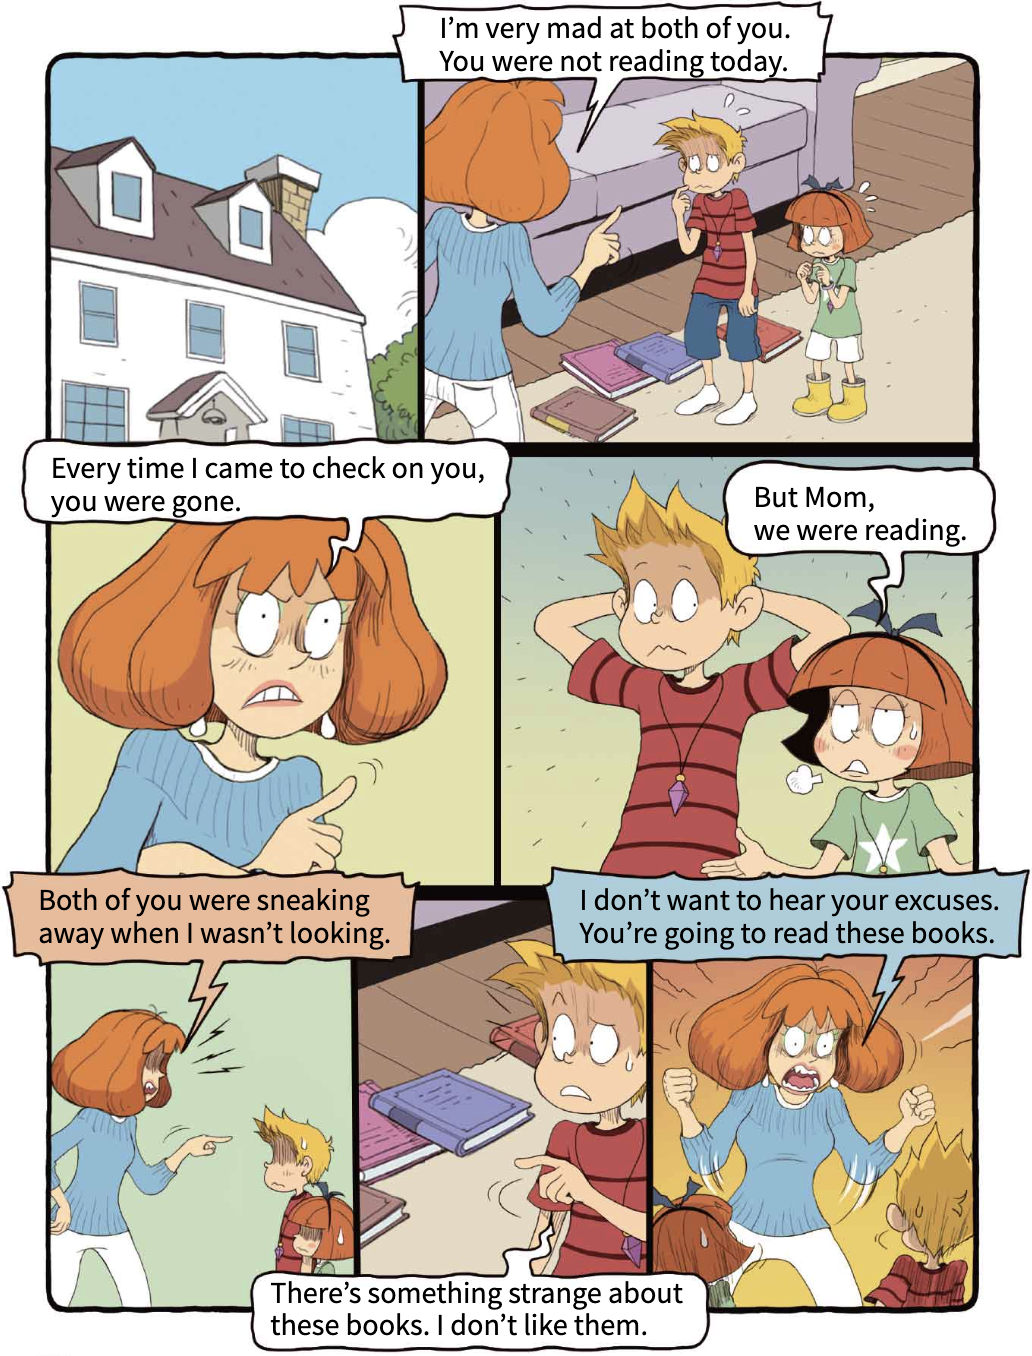 I'm very mad at both of you.
You were not reading today.
Every time I came to check on you,
you were gone.
But Mom,
we were reading.
Both of you were sneaking
away when I wasn't looking.
There's something strange about
these books. I don't like them.
I don't want to hear your excuses.
You're going to read these books.